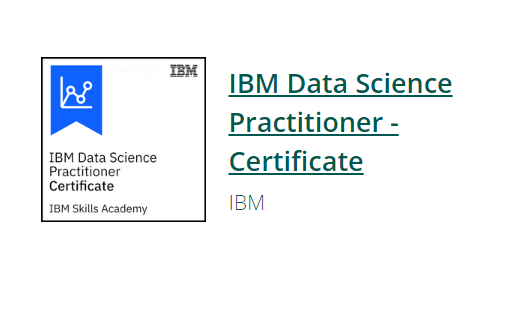 IBM
IBM Data Science
Practitioner
Certificate
IBM Skills Academy
IBM Data Science
Practitioner -
Certificate
IBM